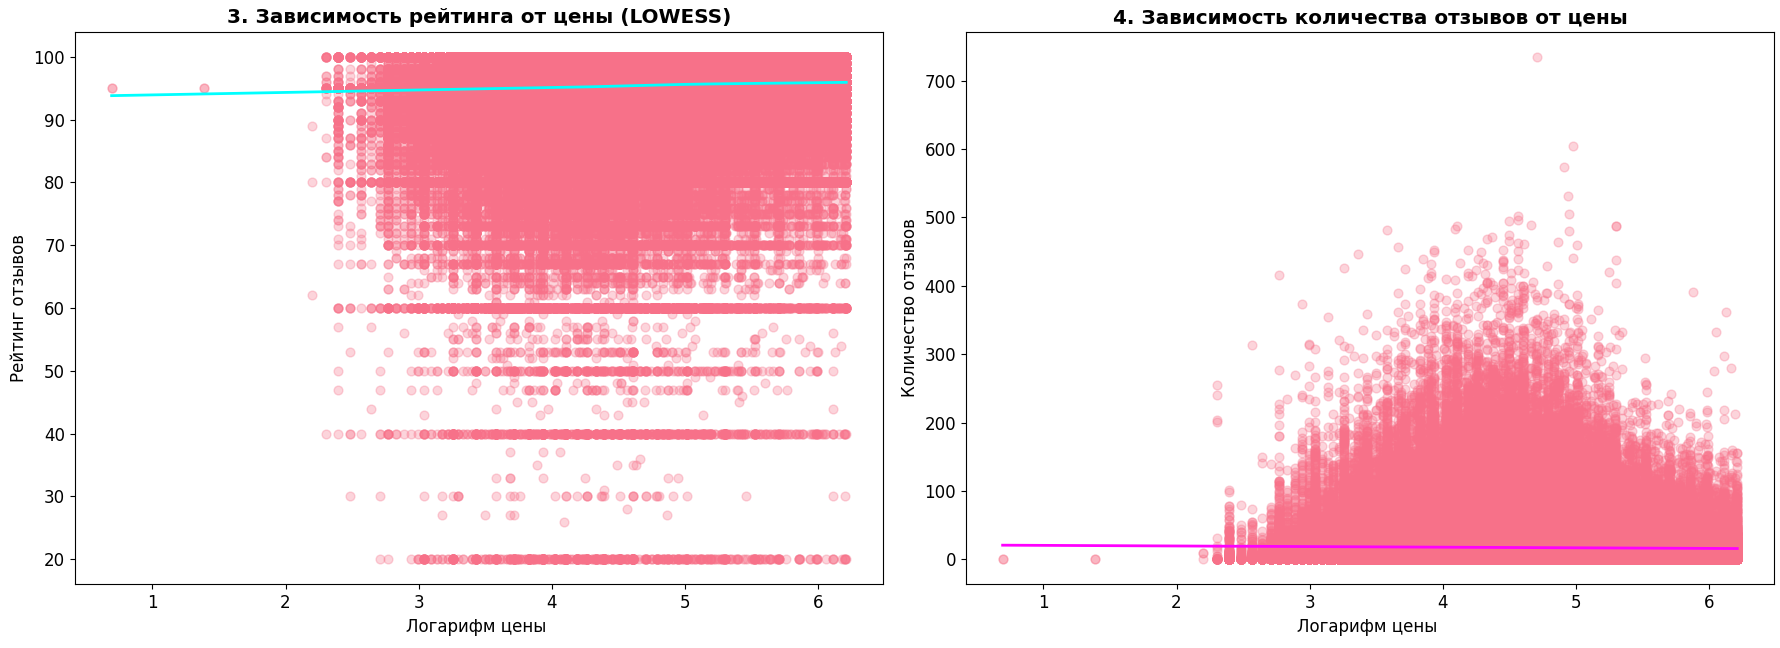 3. Зависимость рейтинга от цены (LOWESS)
100
90
80
70
60
50
40
30
20
Рейтинг отзывов
1 2 3 4 5 6
Логарифм цены
4. Зависимость количества отзывов от цены
700
600
500
400
300
200
100
0
Количество отзывов
1 2 3 4 5 6
Логарифм цены